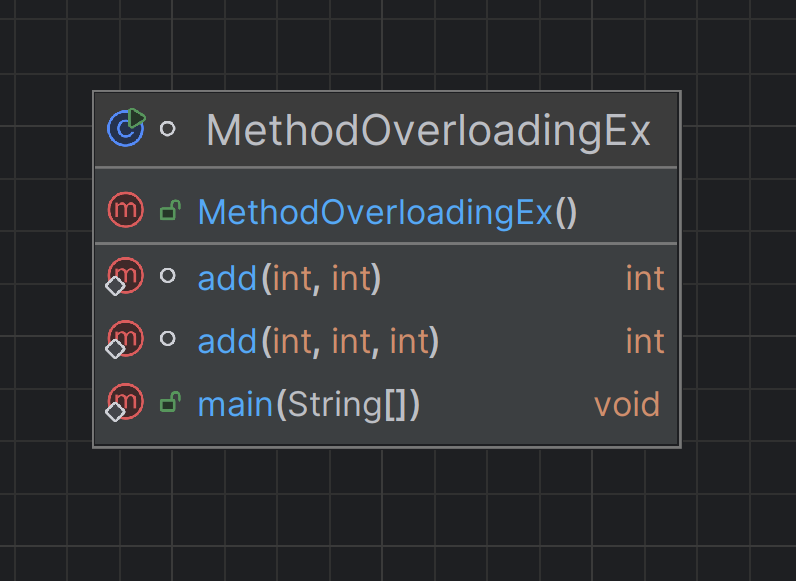 MethodOverloadingEx
MethodOverloadingEx()
add(int, int) int
add(int, int, int) int
main(String[]) void